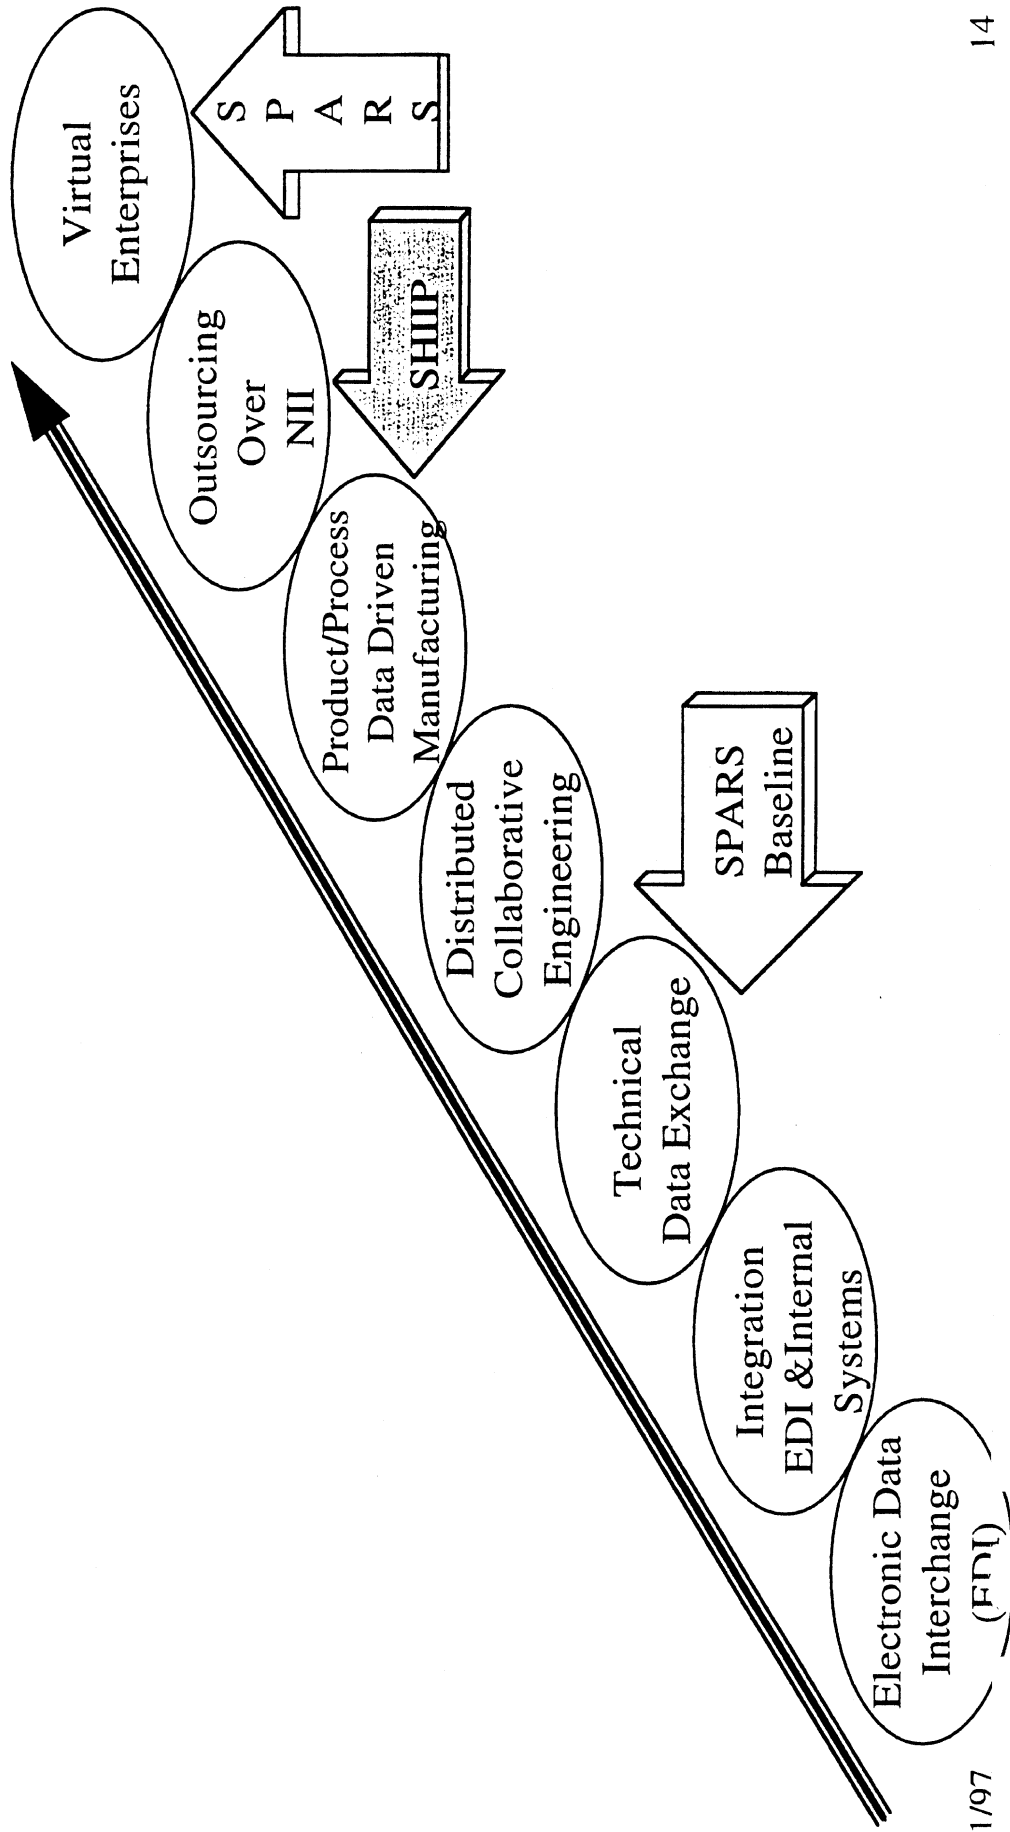 Virtual
Enterprises
Outsourcing
Over
NII
Product/Process
Data Driven
Manufacturing
Distributed
Collaborative
Engineering
Technical
Data Exchange
Integration
EDI &Internal
Systems
Electronic Data
Interchange
(EDI)
S
P
A
R
S
SHIIP
SPARS
Baseline
1/97
14